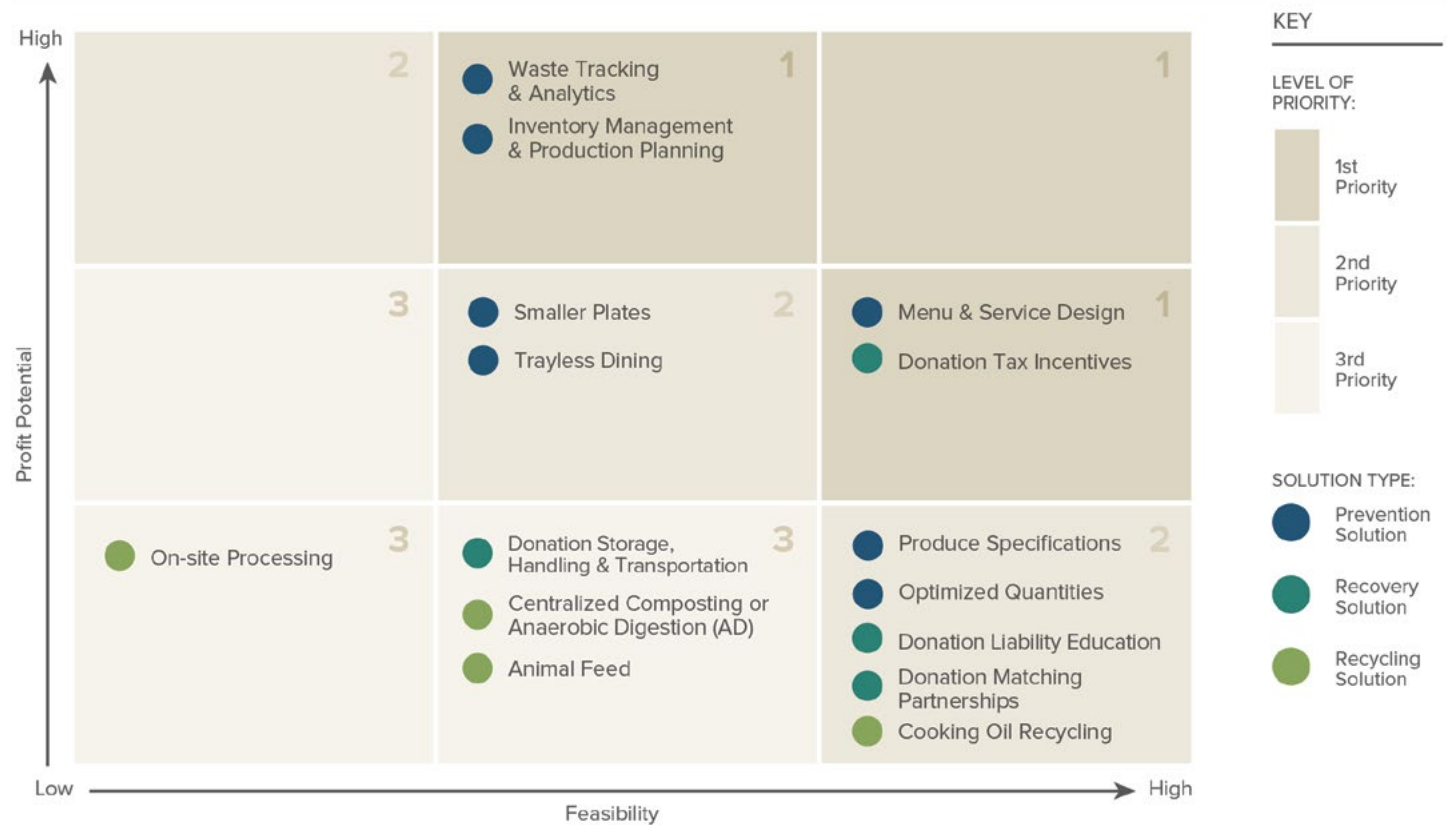 High
2
Waste Tracking
& Analytics
Inventory Management
& Production Planning
1
1
3
Smaller Plates
Trayless Dining
2
Menu & Service Design
Donation Tax Incentives
1
Profit Potential
On-site Processing
3
Donation Storage,
Handling & Transportation
Centralized Composting or
Anaerobic Digestion (AD)
Animal Feed
3
Produce Specifications
Optimized Quantities
Donation Liability Education
Donation Matching
Partnerships
Cooking Oil Recycling
2
Low
High
Feasibility
KEY
LEVEL OF
PRIORITY:
1st
Priority
2nd
Priority
3rd
Priority
SOLUTION TYPE:
Prevention
Solution
Recovery
Solution
Recycling
Solution